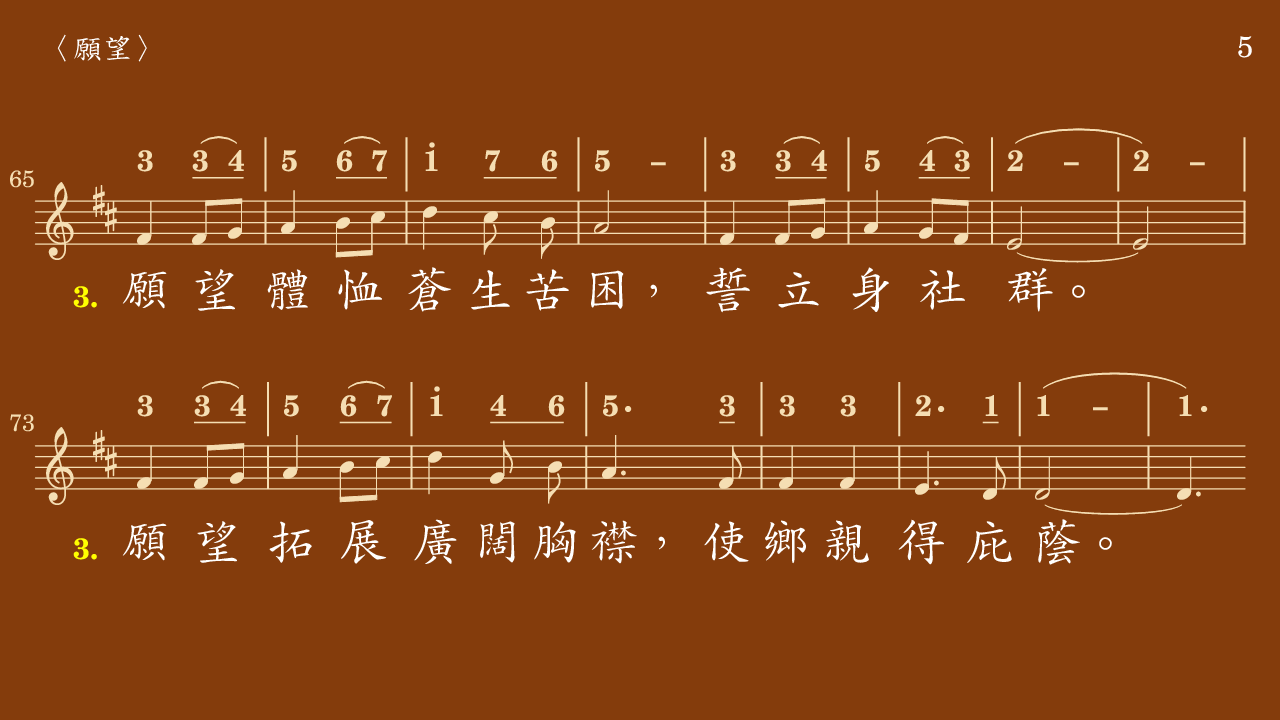 〈願望〉 5
3 3 4 5 6 7 i 7 6 5 – 3 3 4 5 4 3 2 – 2 –
65
3. 願望體恤蒼生苦困，誓立身社群。
3 3 4 5 6 7 i 4 6 5. 3 3 3 2. 1 1 – 1.
73
3. 願望拓展廣闊胸襟，使鄉親得庇蔭。